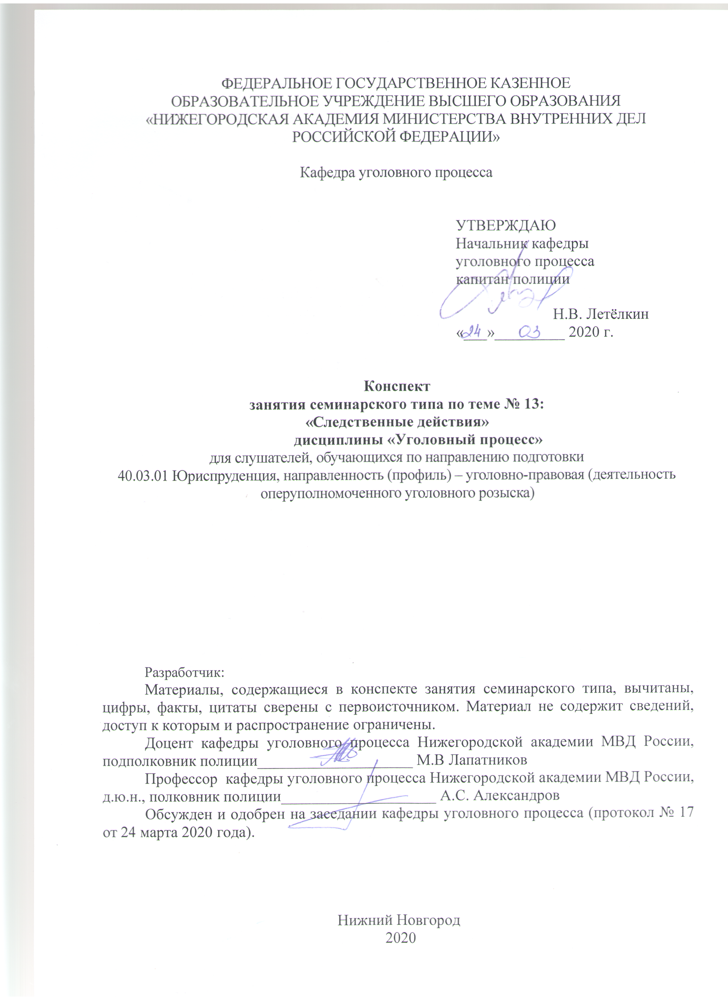 ФЕДЕРАЛЬНОЕ ГОСУДАРСТВЕННОЕ КАЗЕННОЕ
ОБРАЗОВАТЕЛЬНОЕ УЧРЕЖДЕНИЕ ВЫСШЕГО ОБРАЗОВАНИЯ
«НИЖЕГОРОДСКАЯ АКАДЕМИЯ МИНИСТЕРСТВА ВНУТРЕННИХ ДЕЛ
РОССИЙСКОЙ ФЕДЕРАЦИИ»
Кафедра уголовного процесса
УТВЕРЖДАЮ
Начальник кафедры
уголовного процесса
капитан полиции
Н.В. Летёлкин
«24» 03 2020 г.
Конспект
занятия семинарского типа по теме № 13:
«Следственные действия»
дисциплины «Уголовный процесс»
для слушателей, обучающихся по направлению подготовки
40.03.01 Юриспруденция, направленность (профиль) – уголовно-правовая (деятельность
оперуполномоченного уголовного розыска)
Разработчик:
Материалы, содержащиеся в конспекте занятия семинарского типа, вычитаны,
цифры, факты, цитаты сверены с первоисточником. Материал не содержит сведений,
доступ к которым и распространение ограничены.
Доцент кафедры уголовного процесса Нижегородской академии МВД России,
подполковник полиции____________________ М.В Лапатников
Профессор кафедры уголовного процесса Нижегородской академии МВД России,
д.ю.н., полковник полиции____________________ А.С. Александров
Обсужден и одобрен на заседании кафедры уголовного процесса (протокол № 17
от 24 марта 2020 года).
Нижний Новгород
2020